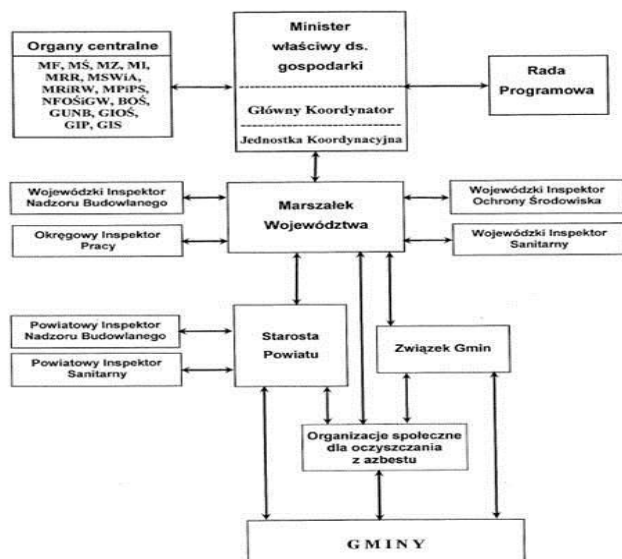 Organy centralne
MF, MŚ, MZ, MI,
MRR, MSWiA,
MRiRW, MPiPS,
NFOŚiGW, BOŚ,
GUNB, GIOŚ,
GIP, GIS
Minister
właściwy ds.
gospodarki
Główny Koordynator
Jednostka Koordynacyjna
Rada
Programowa
Wojewódzki Inspektor
Nadzoru Budowlanego
Okręgowy Inspektor
Pracy
Marszałek
Województwa
Wojewódzki Inspektor
Ochrony Środowiska
Wojewódzki Inspektor
Sanitarny
Powiatowy Inspektor
Nadzoru Budowlanego
Powiatowy Inspektor
Sanitarny
Starosta
Powiatu
Związek Gmin
Organizacje społeczne
dla oczyszczania
z azbestu
GMINY